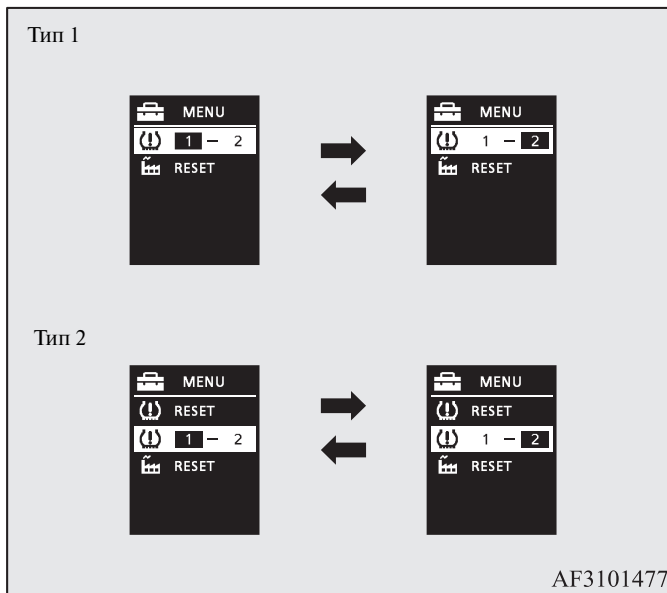 Тип 1
MENU
1 – 2
RESET
MENU
1 – 2
RESET
Тип 2
MENU
RESET
1 – 2
RESET
MENU
RESET
1 – 2
RESET
AF3101477